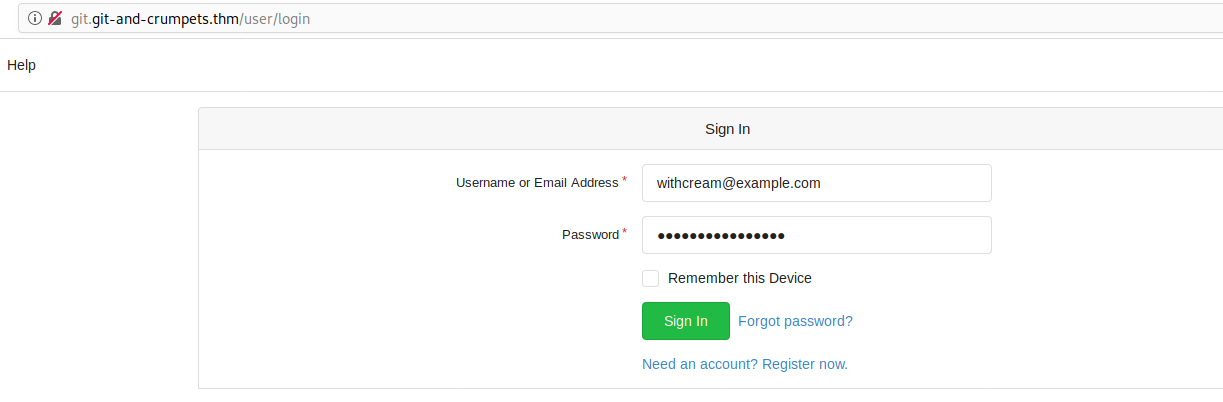 git.git-and-crumpets.thm/user/login
Help
Sign In
Username or Email Address * withcream@example.com
Password * ●●●●●●●●●●●●●●●●
Remember this Device
Sign In Forgot password?
Need an account? Register now.